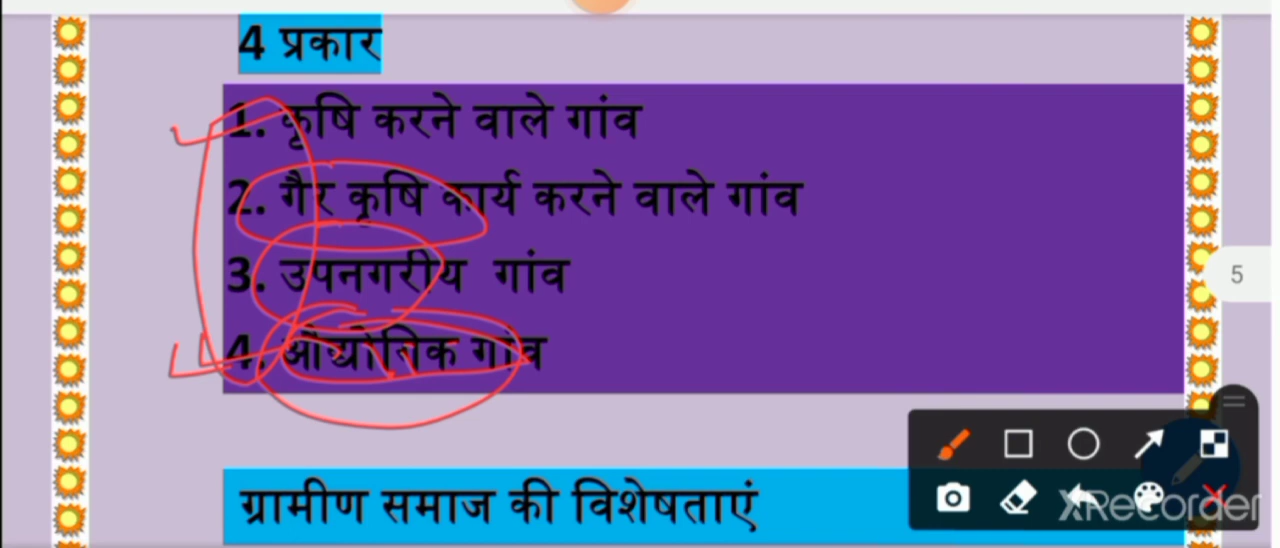 4 प्रकार
1. कृषि करने वाले गांव
2. गैर कृषि कार्य करने वाले गांव
3. उपनगरीय गांव
4. औद्योगिक गांव
5
ग्रामीण समाज की विशेषताएं
XRecorder